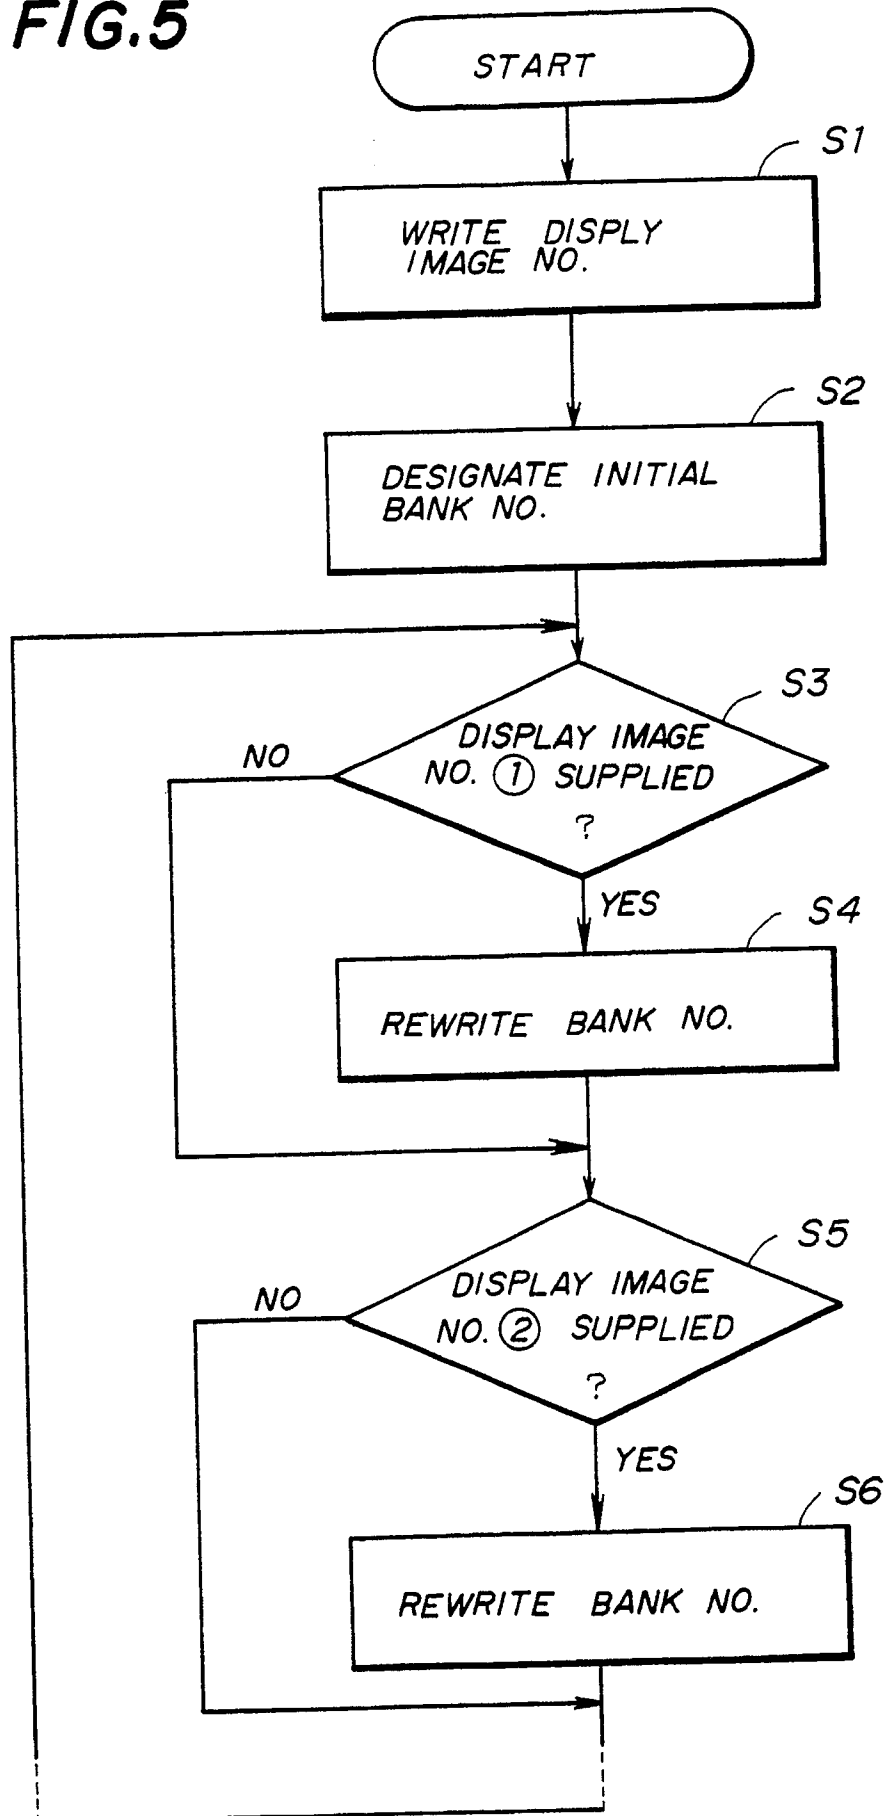 FIG.5
START
S1
WRITE DISPLY
IMAGE NO.
S2
DESIGNATE INITIAL
BANK NO.
S3
DISPLAY IMAGE
NO. ① SUPPLIED
?
NO
YES
S4
REWRITE BANK NO.
S5
DISPLAY IMAGE
NO. ② SUPPLIED
?
NO
YES
S6
REWRITE BANK NO.